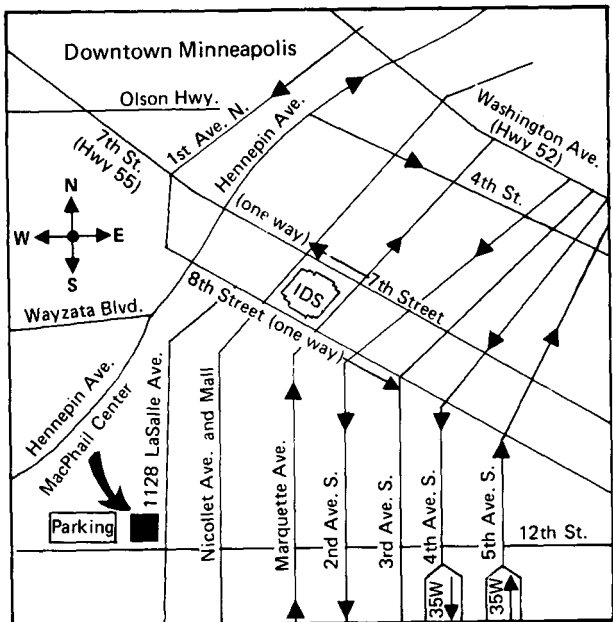 Downtown Minneapolis
Olson Hwy.
7th St.
(Hwy 55)
1st Ave. N.
Hennepin Ave.
Washington Ave.
(Hwy 52)
4th St.
N
W
E
S
(one way)
7th Street
IDS
8th Street (one way)
Wayzata Blvd.
Hennepin Ave.
MacPhail Center
1128 LaSalle Ave.
Nicollet Ave. and Mall
Marquette Ave.
2nd Ave. S.
3rd Ave. S.
4th Ave. S.
5th Ave. S.
Parking
12th St.
35W
35W